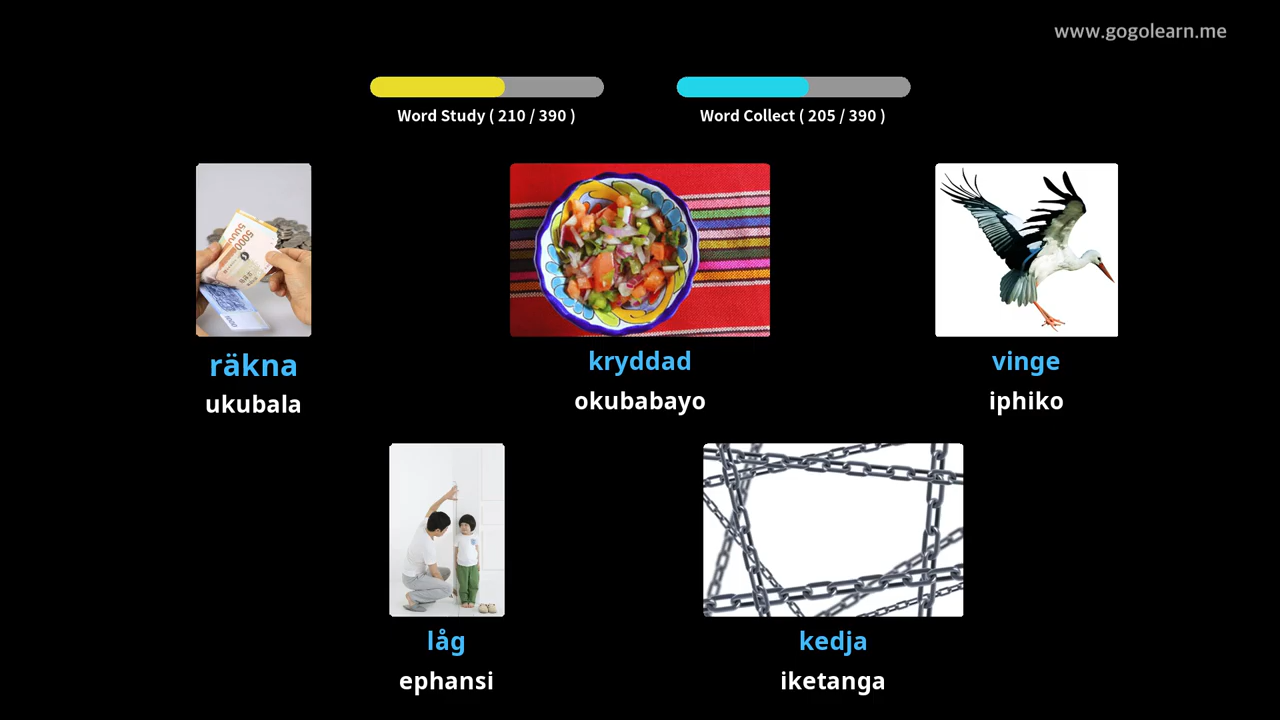 www.gogolearn.me
Word Study ( 210 / 390 )
Word Collect ( 205 / 390 )
räkna
ukubala
kryddad
okubabayo
vinge
iphiko
låg
ephansi
kedja
iketanga